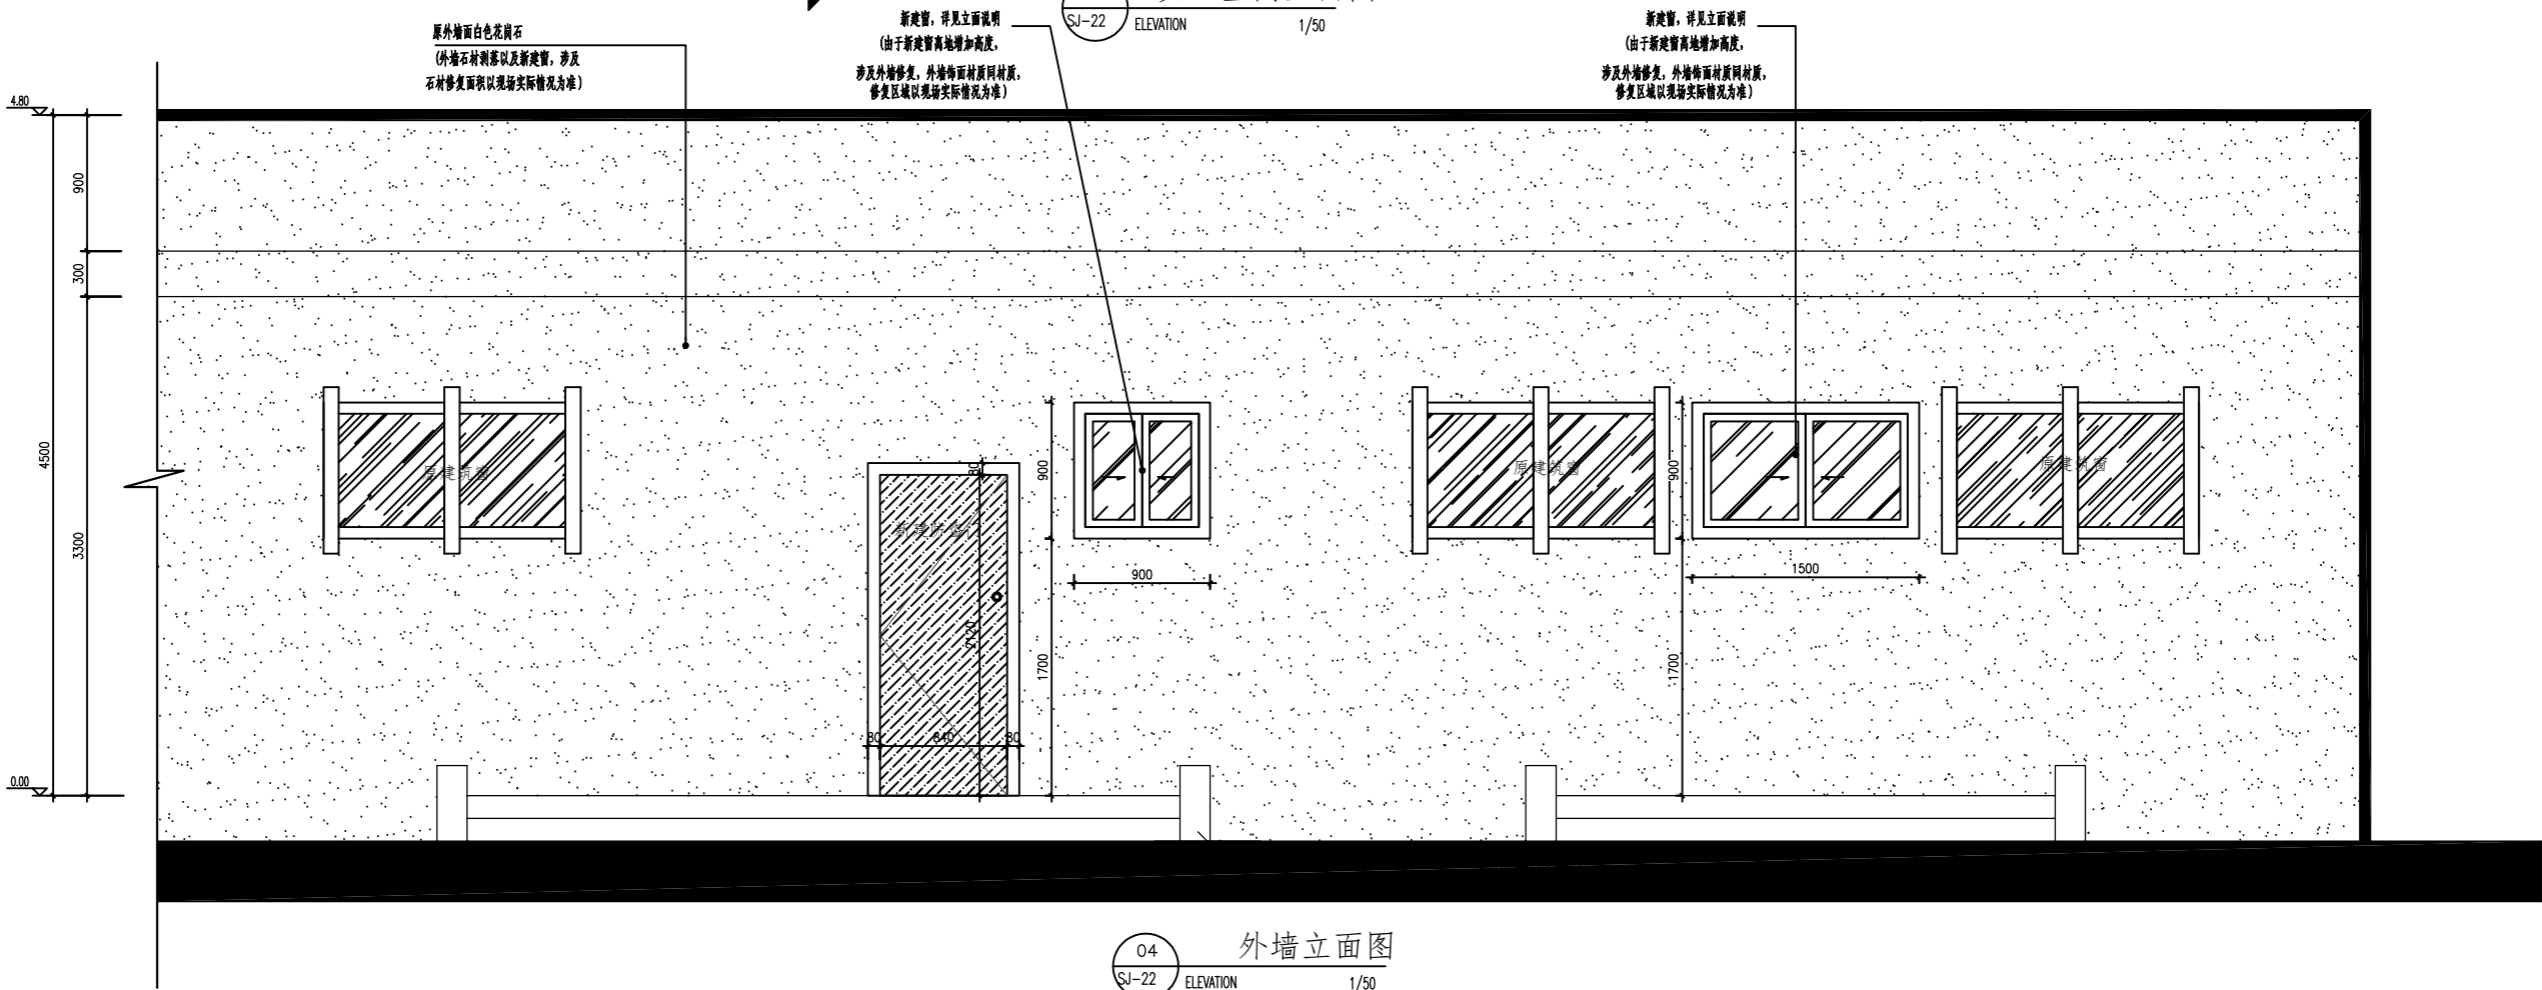 SJ-22 ELEVATION 1/50
原外墙面白色花岗石
(外墙石材剥落以及新建窗，涉及
石材修复面积以现场实际情况为准)
新建窗，详见立面说明
(由于新建窗高地增加高度，
涉及外墙修复，外墙饰面材质同材质，
修复区域以现场实际情况为准)
新建窗，详见立面说明
(由于新建窗高地增加高度，
涉及外墙修复，外墙饰面材质同材质，
修复区域以现场实际情况为准)
4.80
900
300
4500
3300
0.00
原建筑窗
新建防盗门
80
2120
80 840 80
900
1700
900
原建筑窗
900
1700
1500
原建筑窗
04 外墙立面图
SJ-22 ELEVATION 1/50